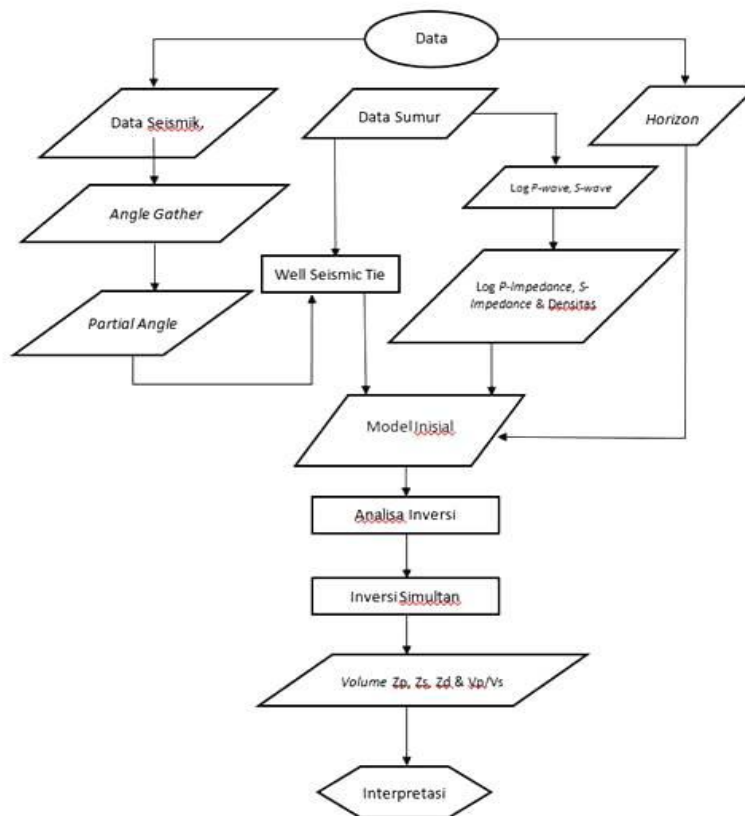 Data
Data Seismik,
Data Sumur
Horizon
Angle Gather
Log P-wave, S-wave
Well Seismic Tie
Log P-Impedance, S-
Impedance & Densitas
Partial Angle
Model Inisial
Analisa Inversi
Inversi Simultan
Volume Zp, Zs, Zd & Vp/Vs
Interpretasi